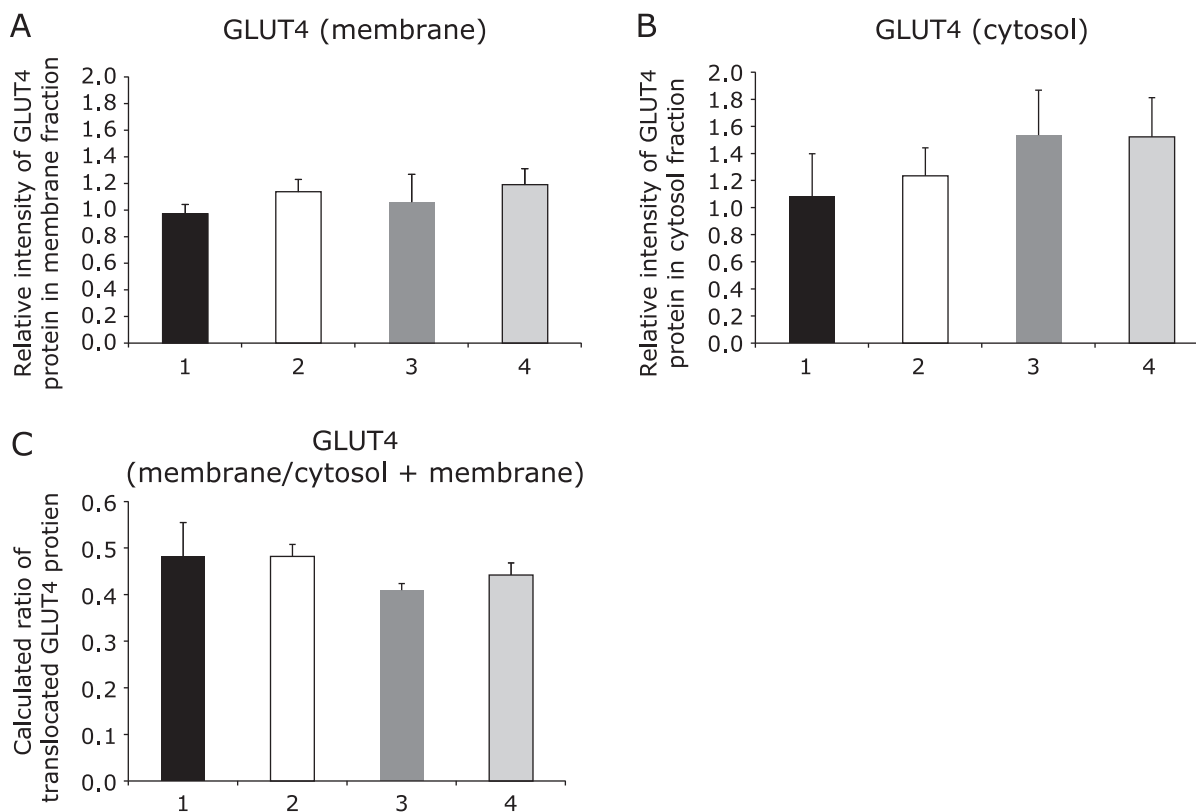 A
GLUT4 (membrane)
Relative intensity of GLUT4
protein in membrane fraction
2.0
1.8
1.6
1.4
1.2
1.0
0.8
0.6
0.4
0.2
0.0
1 2 3 4
B
GLUT4 (cytosol)
Relative intensity of GLUT4
protein in cytosol fraction
2.0
1.8
1.6
1.4
1.2
1.0
0.8
0.6
0.4
0.2
0.0
1 2 3 4
C
GLUT4
(membrane/cytosol + membrane)
Calculated ratio of
translocated GLUT4 protien
0.6
0.5
0.4
0.3
0.2
0.1
0.0
1 2 3 4